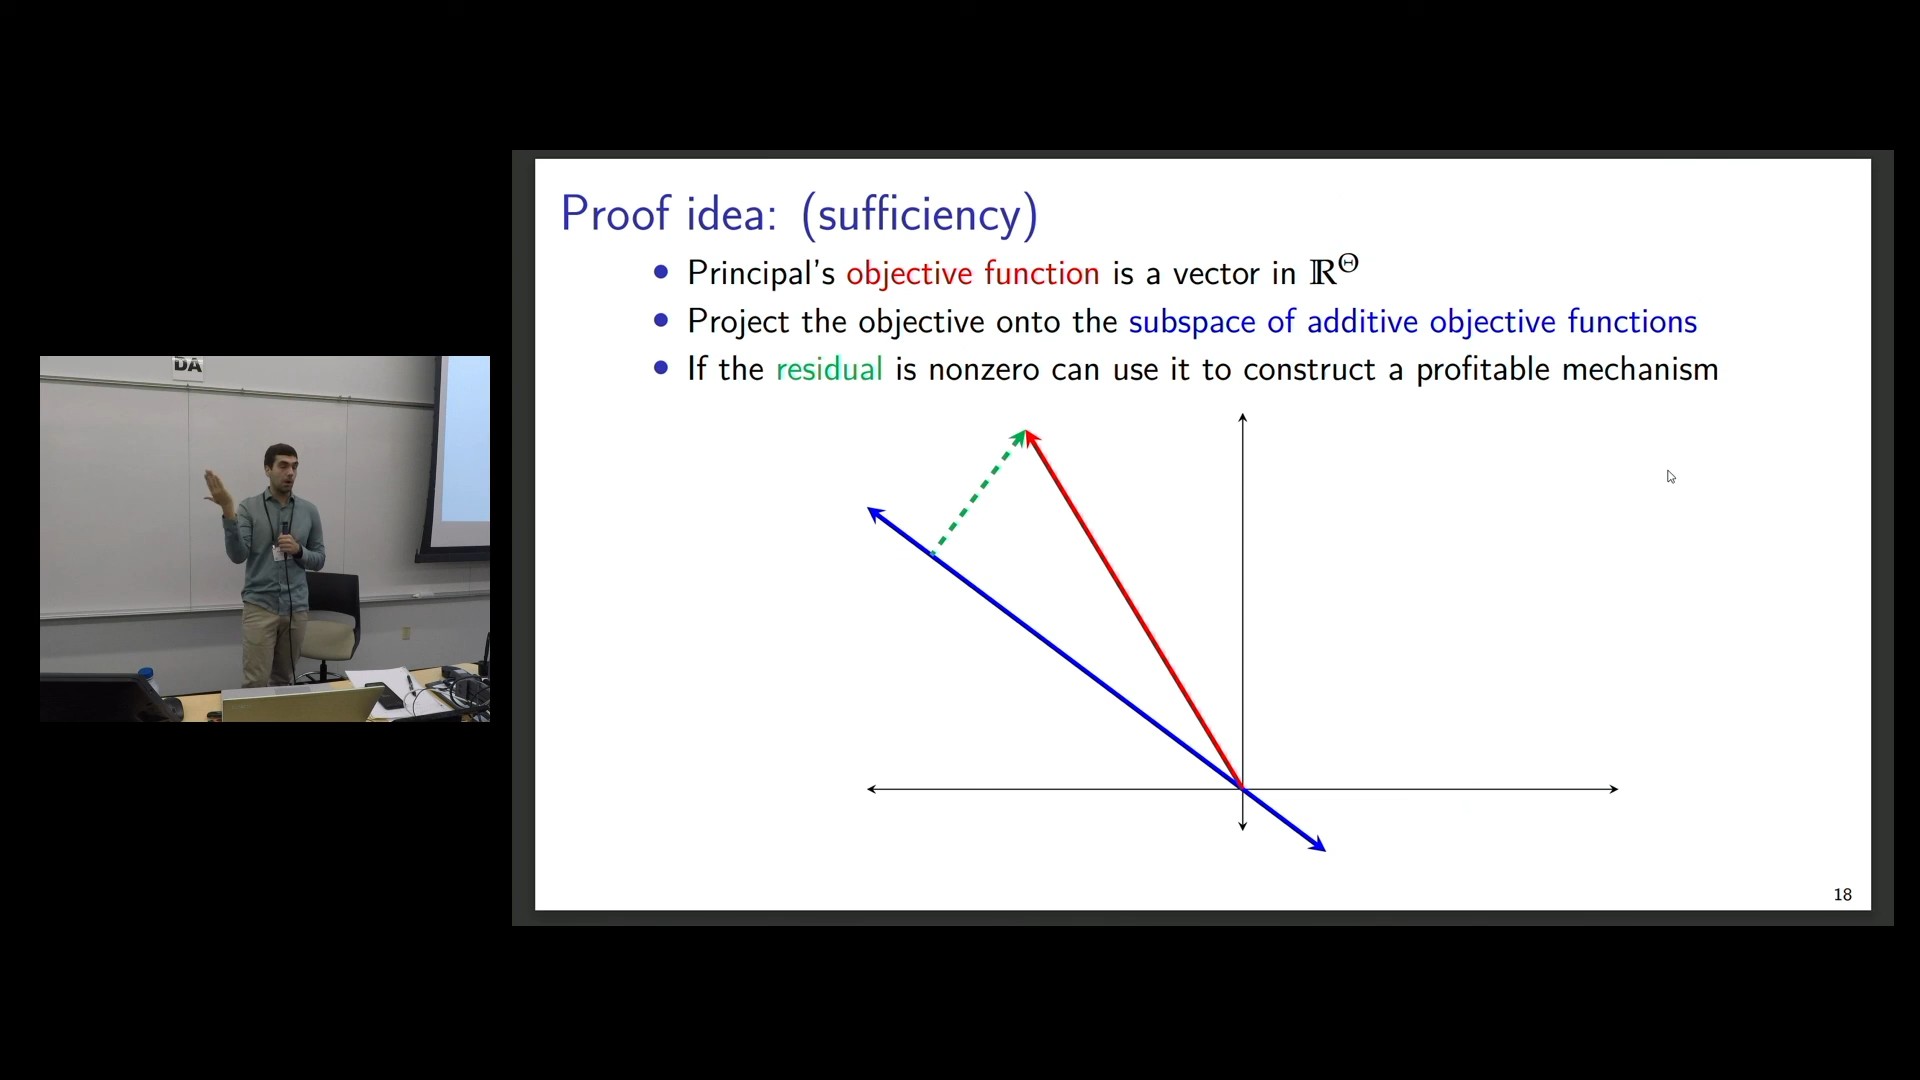 Proof idea: (sufficiency)
• Principal's objective function is a vector in ℝ^Θ
• Project the objective onto the subspace of additive objective functions
• If the residual is nonzero can use it to construct a profitable mechanism
18
DA